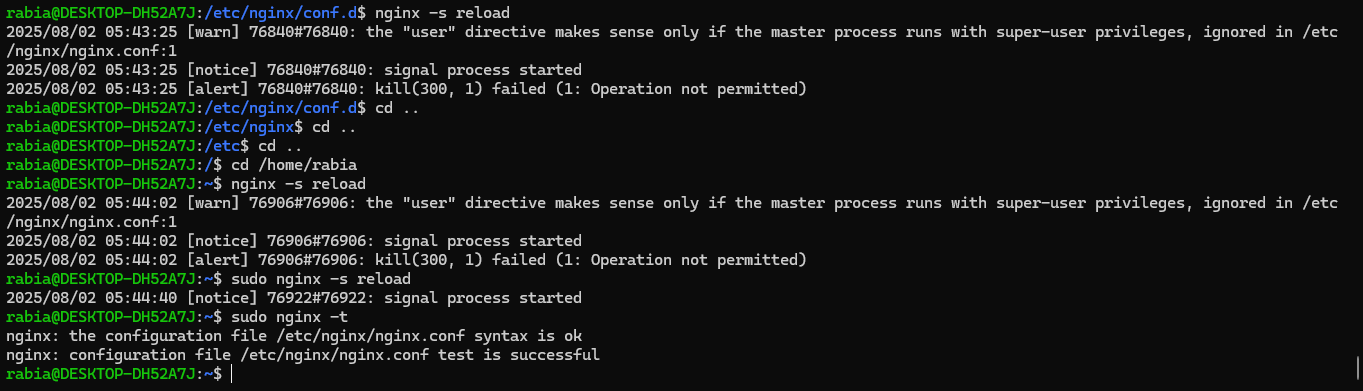 rabia@DESKTOP-DH52A7J:/etc/nginx/conf.d$ nginx -s reload
2025/08/02 05:43:25 [warn] 76840#76840: the "user" directive makes sense only if the master process runs with super-user privileges, ignored in /etc
/nginx/nginx.conf:1
2025/08/02 05:43:25 [notice] 76840#76840: signal process started
2025/08/02 05:43:25 [alert] 76840#76840: kill(300, 1) failed (1: Operation not permitted)
rabia@DESKTOP-DH52A7J:/etc/nginx/conf.d$ cd ..
rabia@DESKTOP-DH52A7J:/etc/nginx$ cd ..
rabia@DESKTOP-DH52A7J:/etc$ cd ..
rabia@DESKTOP-DH52A7J:/$ cd /home/rabia
rabia@DESKTOP-DH52A7J:~$ nginx -s reload
2025/08/02 05:44:02 [warn] 76906#76906: the "user" directive makes sense only if the master process runs with super-user privileges, ignored in /etc
/nginx/nginx.conf:1
2025/08/02 05:44:02 [notice] 76906#76906: signal process started
2025/08/02 05:44:02 [alert] 76906#76906: kill(300, 1) failed (1: Operation not permitted)
rabia@DESKTOP-DH52A7J:~$ sudo nginx -s reload
2025/08/02 05:44:40 [notice] 76922#76922: signal process started
rabia@DESKTOP-DH52A7J:~$ sudo nginx -t
nginx: the configuration file /etc/nginx/nginx.conf syntax is ok
nginx: configuration file /etc/nginx/nginx.conf test is successful
rabia@DESKTOP-DH52A7J:~$